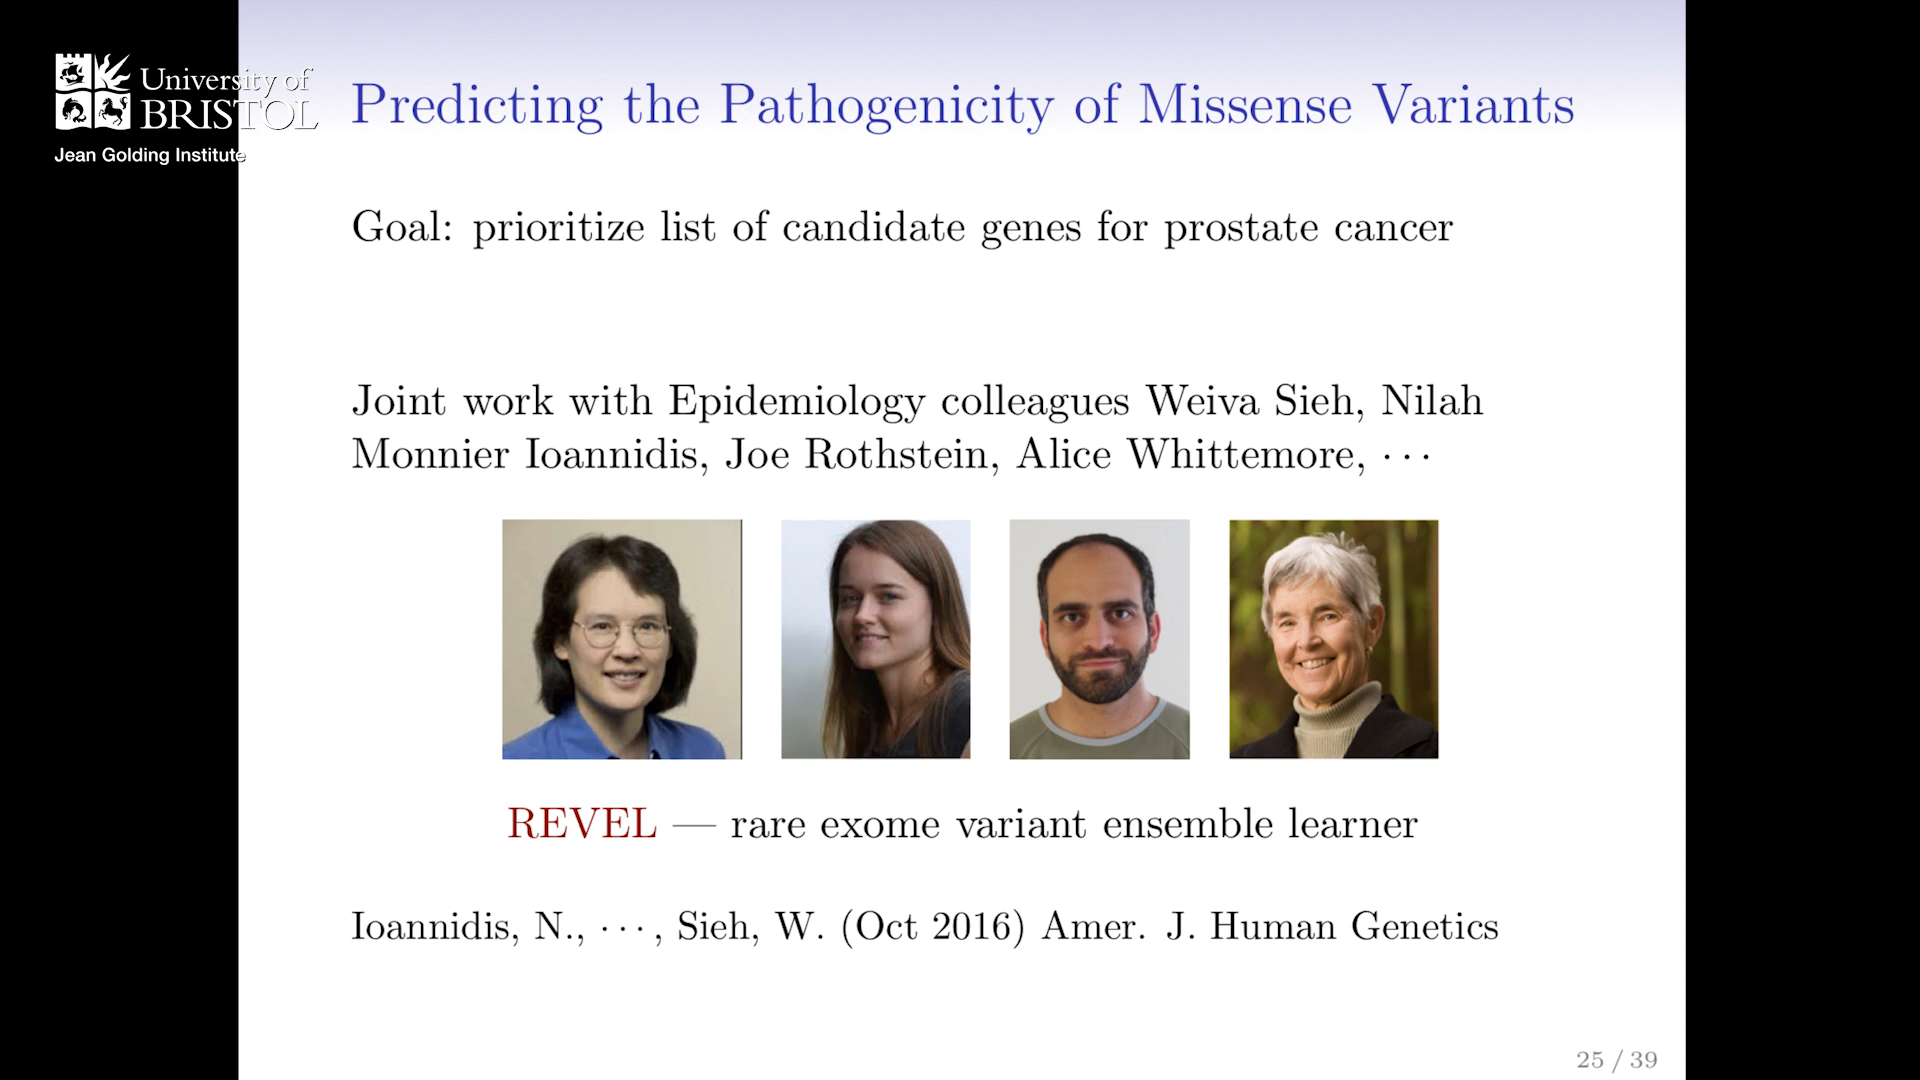 University of
BRISTOL
Jean Golding Institute
Predicting the Pathogenicity of Missense Variants
Goal: prioritize list of candidate genes for prostate cancer
Joint work with Epidemiology colleagues Weiva Sieh, Nilah
Monnier Ioannidis, Joe Rothstein, Alice Whittemore, ···
REVEL — rare exome variant ensemble learner
Ioannidis, N., ···, Sieh, W. (Oct 2016) Amer. J. Human Genetics
25 / 39